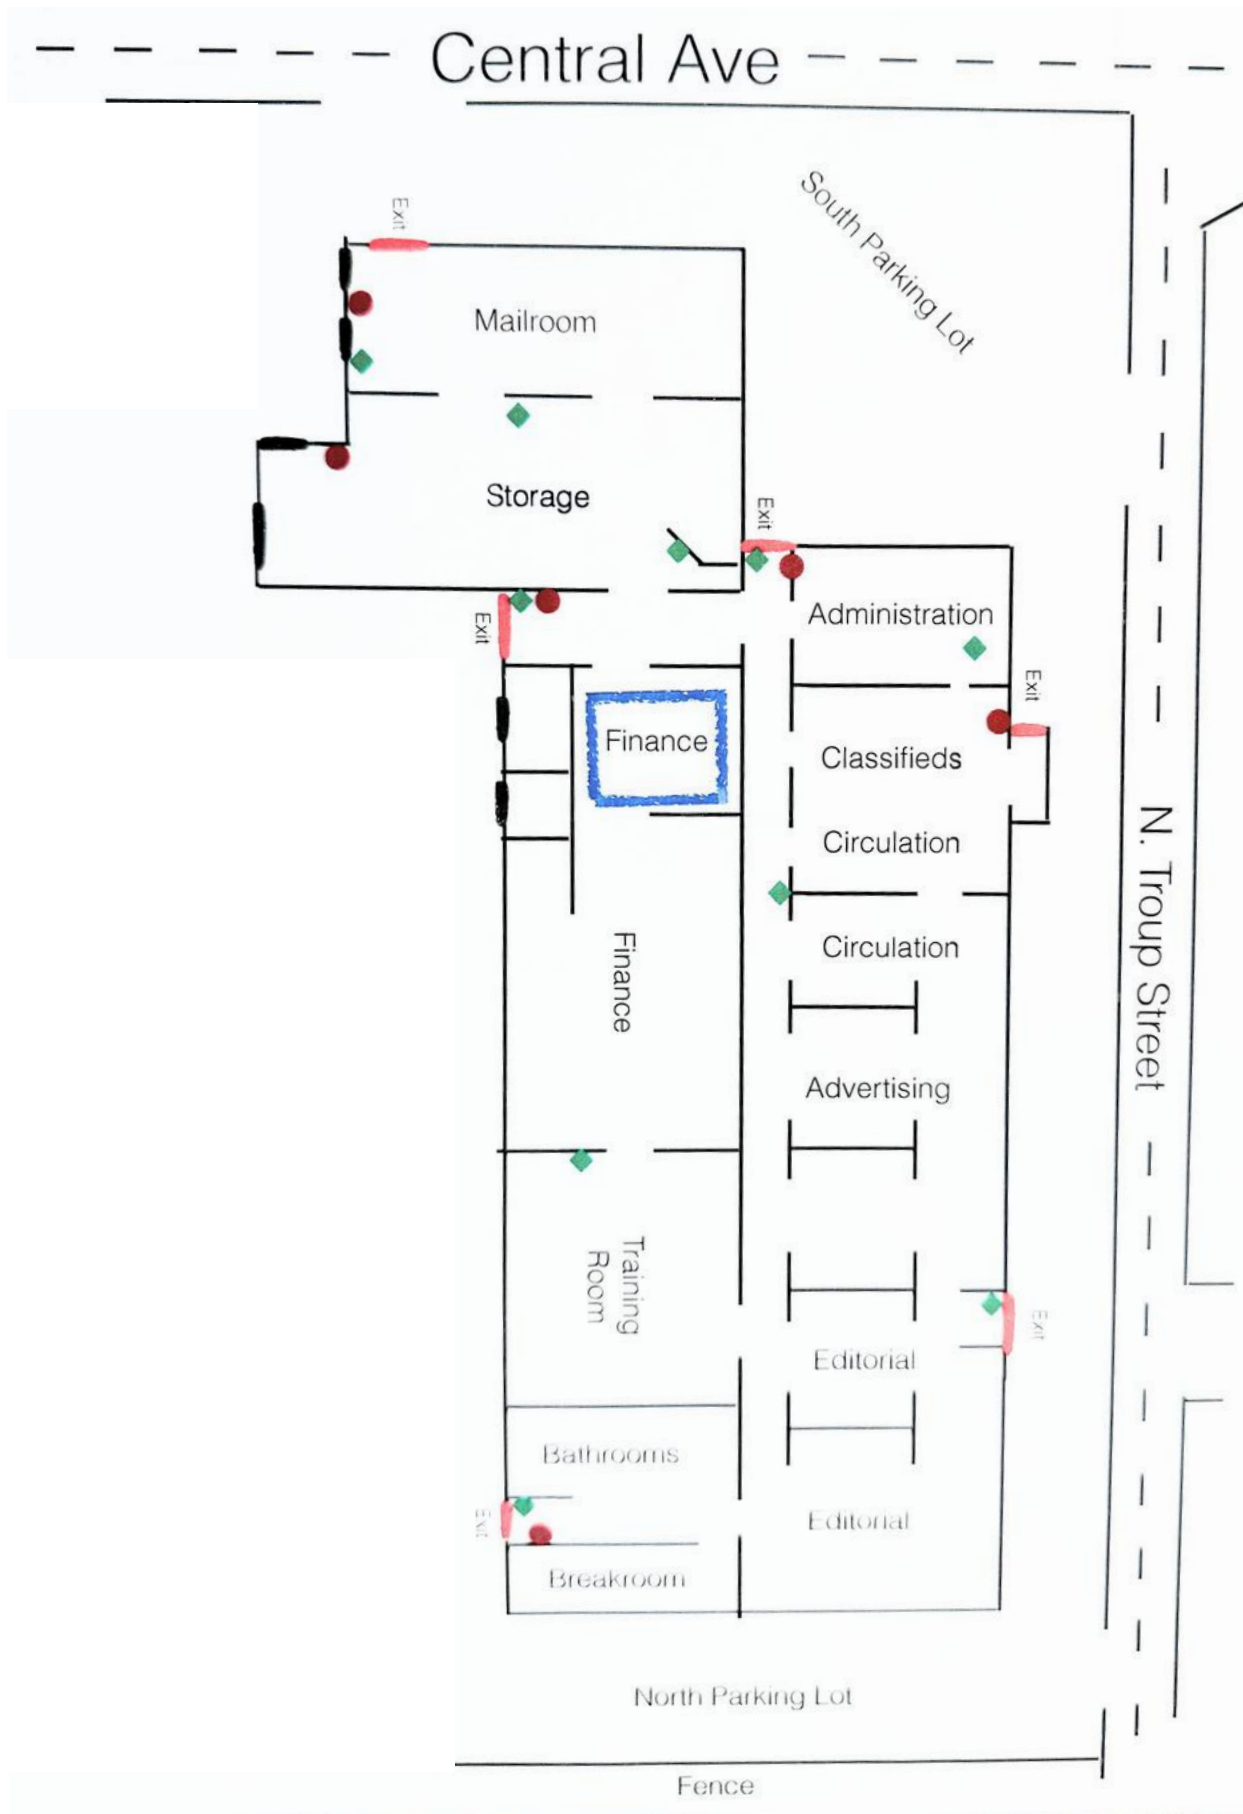 Central Ave
Exit
South Parking Lot
Mailroom
Storage
Exit
Exit
Administration
Exit
Finance
Classifieds
Circulation
N. Troup Street
Finance
Circulation
Advertising
Training
Room
Exit
Editorial
Bathrooms
Exit
Editorial
Breakroom
North Parking Lot
Fence